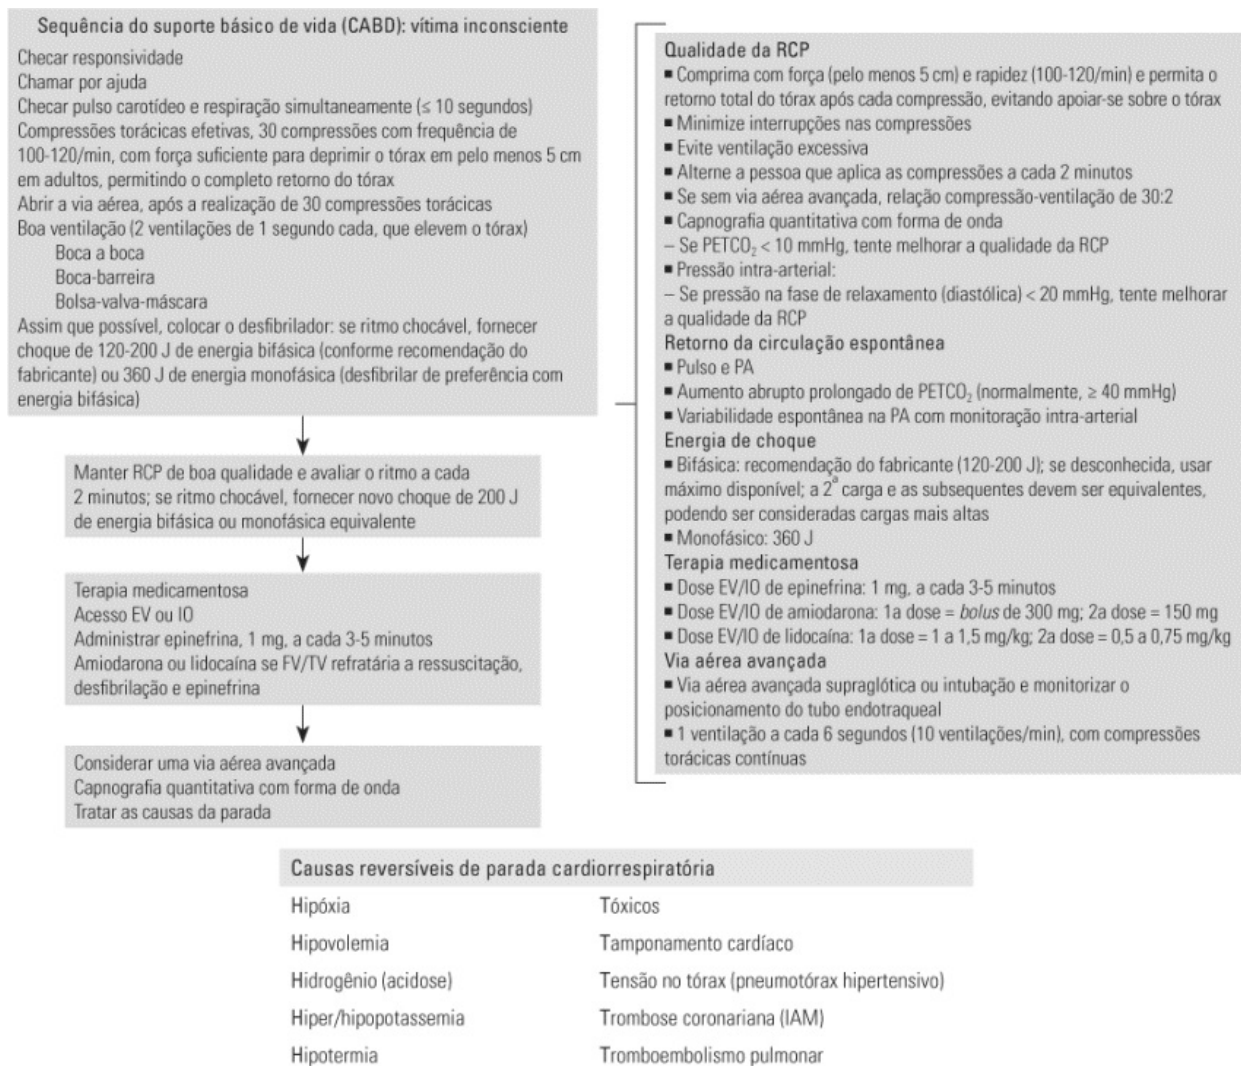 Sequência do suporte básico de vida (CABD): vítima inconsciente
Checar responsividade
Chamar por ajuda
Checar pulso carotídeo e respiração simultaneamente (≤ 10 segundos)
Compressões torácicas efetivas, 30 compressões com frequência de
100-120/min, com força suficiente para deprimir o tórax em pelo menos 5 cm
em adultos, permitindo o completo retorno do tórax
Abrir a via aérea, após a realização de 30 compressões torácicas
Boa ventilação (2 ventilações de 1 segundo cada, que elevem o tórax)
Boca a boca
Boca-barreira
Bolsa-valva-máscara
Assim que possível, colocar o desfibrilador: se ritmo chocável, fornecer
choque de 120-200 J de energia bifásica (conforme recomendação do
fabricante) ou 360 J de energia monofásica (desfibrilar de preferência com
energia bifásica)
Manter RCP de boa qualidade e avaliar o ritmo a cada
2 minutos; se ritmo chocável, fornecer novo choque de 200 J
de energia bifásica ou monofásica equivalente
Terapia medicamentosa
Acesso EV ou IO
Administrar epinefrina, 1 mg, a cada 3-5 minutos
Amiodarona ou lidocaína se FV/TV refratária a ressuscitação,
desfibrilação e epinefrina
Considerar uma via aérea avançada
Capnografia quantitativa com forma de onda
Tratar as causas da parada
Qualidade da RCP
■ Comprima com força (pelo menos 5 cm) e rapidez (100-120/min) e permita o
retorno total do tórax após cada compressão, evitando apoiar-se sobre o tórax
■ Minimize interrupções nas compressões
■ Evite ventilação excessiva
■ Alterne a pessoa que aplica as compressões a cada 2 minutos
■ Se sem via aérea avançada, relação compressão-ventilação de 30:2
■ Capnografia quantitativa com forma de onda
– Se PETCO₂ < 10 mmHg, tente melhorar a qualidade da RCP
■ Pressão intra-arterial:
– Se pressão na fase de relaxamento (diastólica) < 20 mmHg, tente melhorar
a qualidade da RCP
Retorno da circulação espontânea
■ Pulso e PA
■ Aumento abrupto prolongado de PETCO₂ (normalmente, ≥ 40 mmHg)
■ Variabilidade espontânea na PA com monitoração intra-arterial
Energia de choque
■ Bifásica: recomendação do fabricante (120-200 J); se desconhecida, usar
máximo disponível; a 2ª carga e as subsequentes devem ser equivalentes,
podendo ser consideradas cargas mais altas
■ Monofásico: 360 J
Terapia medicamentosa
■ Dose EV/IO de epinefrina: 1 mg, a cada 3-5 minutos
■ Dose EV/IO de amiodarona: 1a dose = bolus de 300 mg; 2a dose = 150 mg
■ Dose EV/IO de lidocaína: 1a dose = 1 a 1,5 mg/kg; 2a dose = 0,5 a 0,75 mg/kg
Via aérea avançada
■ Via aérea avançada supraglótica ou intubação e monitorizar o
posicionamento do tubo endotraqueal
■ 1 ventilação a cada 6 segundos (10 ventilações/min), com compressões
torácicas contínuas
Causas reversíveis de parada cardiorrespiratória
Hipóxia Tóxicos
Hipovolemia Tamponamento cardíaco
Hidrogênio (acidose) Tensão no tórax (pneumotórax hipertensivo)
Hiper/hipopotassemia Trombose coronariana (IAM)
Hipotermia Tromboembolismo pulmonar